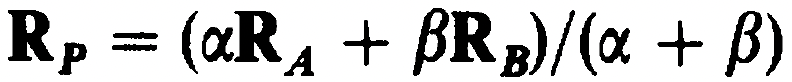 R_P = (αR_A + βR_B)/(α + β)